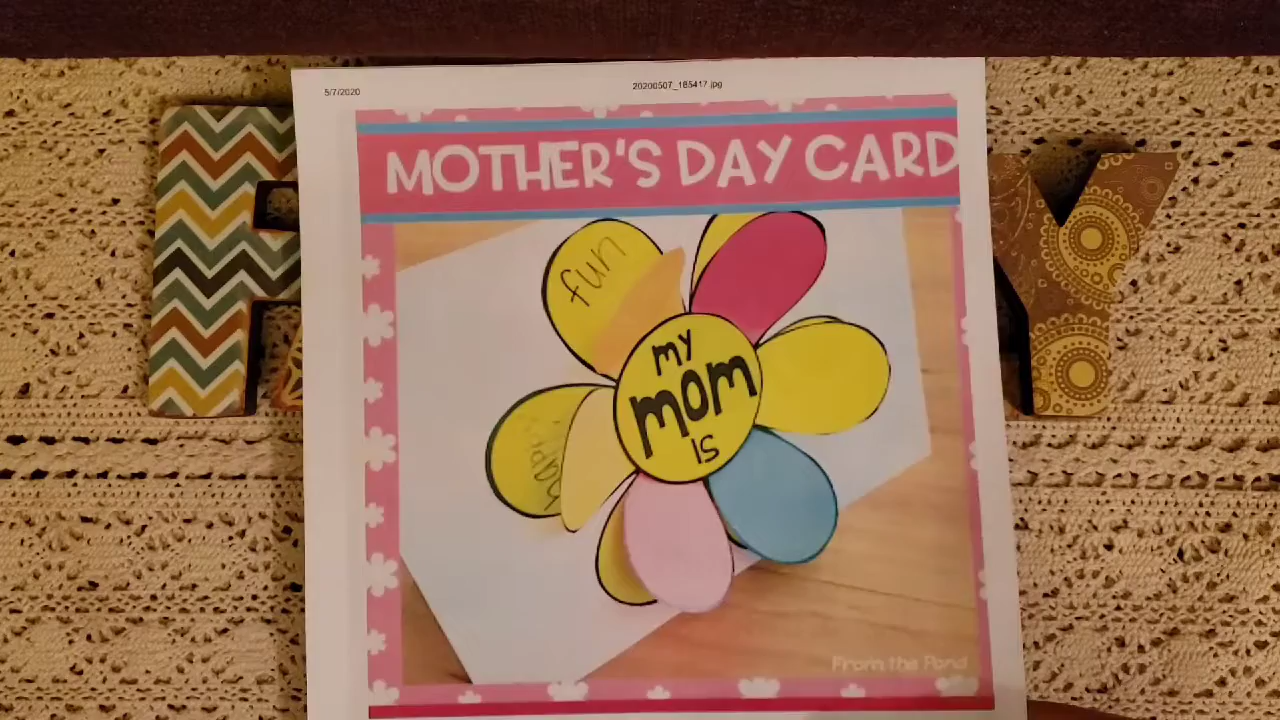 5/7/2020 20200507_185417.jpg
MOTHER'S DAY CARD
fun
my
mom
is
From the Pond
Y